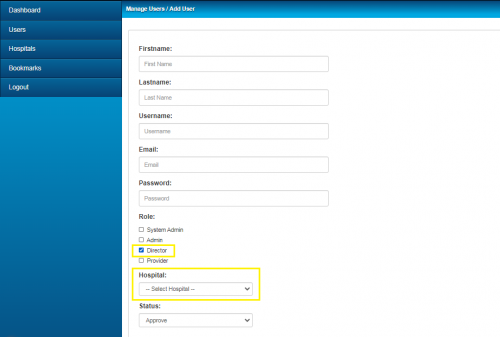 Dashboard
Users
Hospitals
Bookmarks
Logout
Manage Users / Add User
Firstname:
First Name
Lastname:
Last Name
Username:
Username
Email:
Email
Password:
Password
Role:
System Admin
Admin
Director
Provider
Hospital:
-- Select Hospital --
Status:
Approve